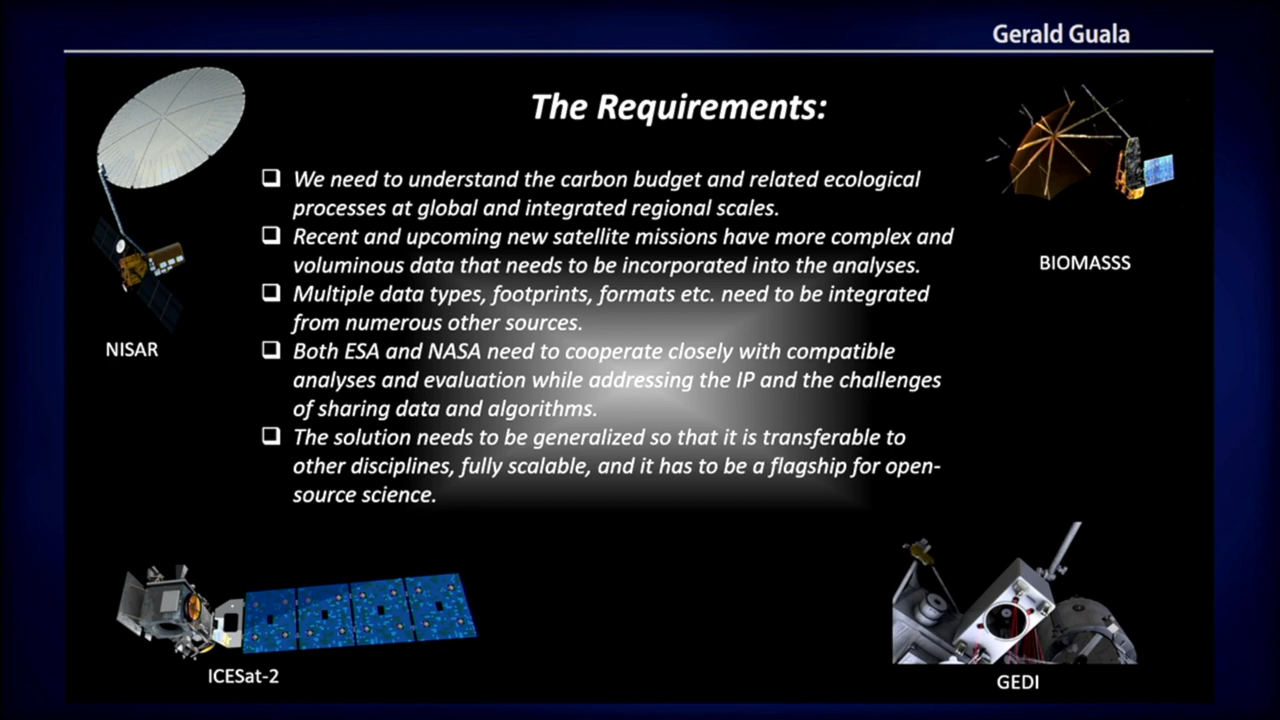 Gerald Guala
The Requirements:
❑ We need to understand the carbon budget and related ecological
processes at global and integrated regional scales.
❑ Recent and upcoming new satellite missions have more complex and
voluminous data that needs to be incorporated into the analyses.
❑ Multiple data types, footprints, formats etc. need to be integrated
from numerous other sources.
❑ Both ESA and NASA need to cooperate closely with compatible
analyses and evaluation while addressing the IP and the challenges
of sharing data and algorithms.
❑ The solution needs to be generalized so that it is transferable to
other disciplines, fully scalable, and it has to be a flagship for open-
source science.
NISAR
BIOMASSS
ICESat-2
GEDI